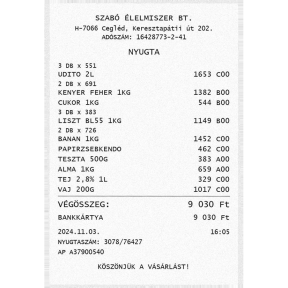 SZABÓ ÉLELMISZER BT.
H-7066 Cegléd, Keresztapátii út 202.
ADÓSZÁM: 16428773-2-41
NYUGTA
3 DB x 551
UDITO 2L 1653 C00
2 DB x 691
KENYER FEHER 1KG 1382 B00
CUKOR 1KG 544 B00
3 DB x 383
LISZT BL55 1KG 1149 B00
2 DB x 726
BANAN 1KG 1452 C00
PAPIRZSEBKENDO 462 C00
TESZTA 500G 383 A00
ALMA 1KG 659 A00
TEJ 2,8% 1L 329 C00
VAJ 200G 1017 C00
VÉGÖSSZEG: 9 030 Ft
BANKKÁRTYA 9 030 Ft
2024.11.03. 16:05
NYUGTASZÁM: 3078/76427
AP A37900540
KÖSZÖNJÜK A VÁSÁRLÁST!